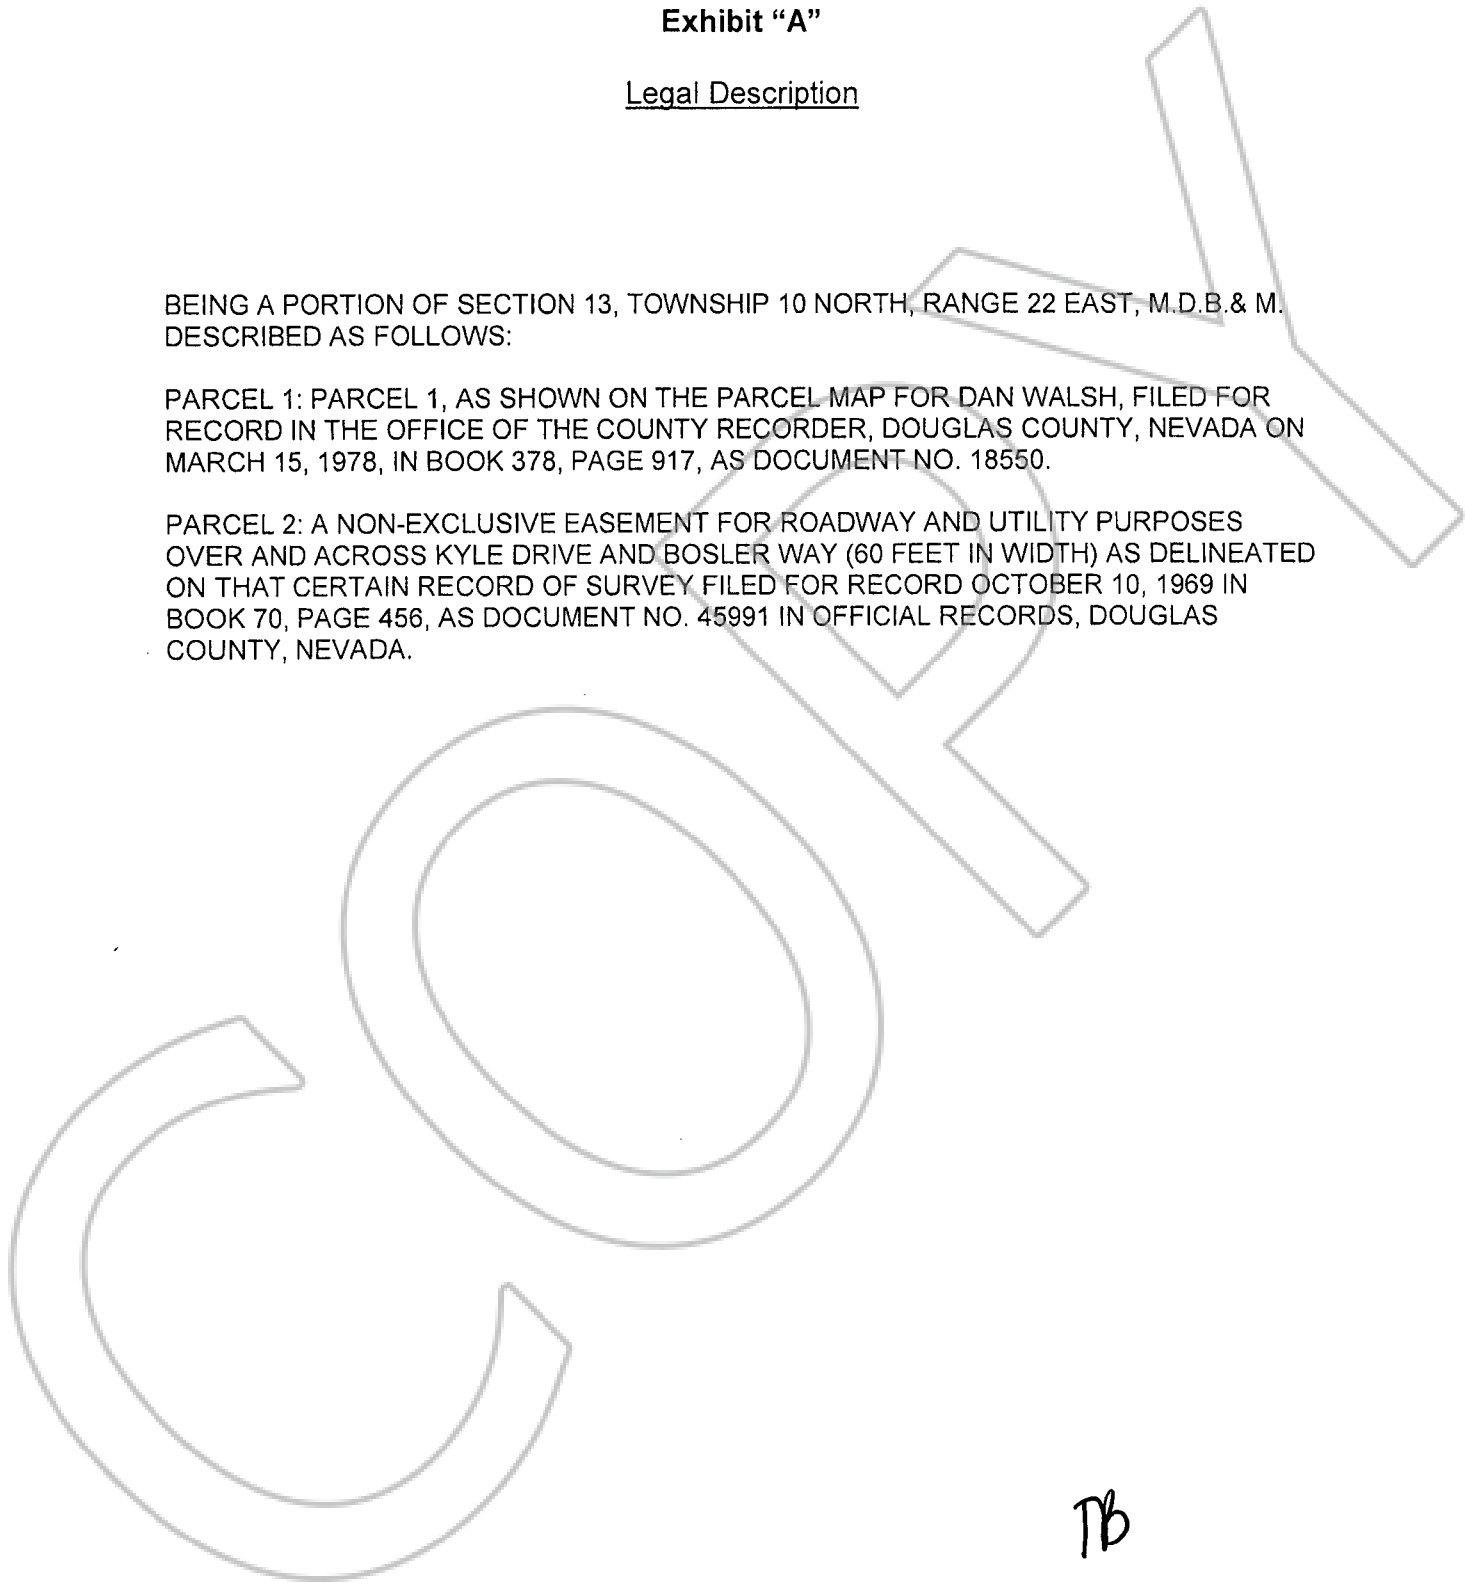 Exhibit “A”
Legal Description
BEING A PORTION OF SECTION 13, TOWNSHIP 10 NORTH, RANGE 22 EAST, M.D.B.& M.
DESCRIBED AS FOLLOWS:
PARCEL 1: PARCEL 1, AS SHOWN ON THE PARCEL MAP FOR DAN WALSH, FILED FOR
RECORD IN THE OFFICE OF THE COUNTY RECORDER, DOUGLAS COUNTY, NEVADA ON
MARCH 15, 1978, IN BOOK 378, PAGE 917, AS DOCUMENT NO. 18550.
PARCEL 2: A NON-EXCLUSIVE EASEMENT FOR ROADWAY AND UTILITY PURPOSES
OVER AND ACROSS KYLE DRIVE AND BOSLER WAY (60 FEET IN WIDTH) AS DELINEATED
ON THAT CERTAIN RECORD OF SURVEY FILED FOR RECORD OCTOBER 10, 1969 IN
BOOK 70, PAGE 456, AS DOCUMENT NO. 45991 IN OFFICIAL RECORDS, DOUGLAS
COUNTY, NEVADA.
COPY